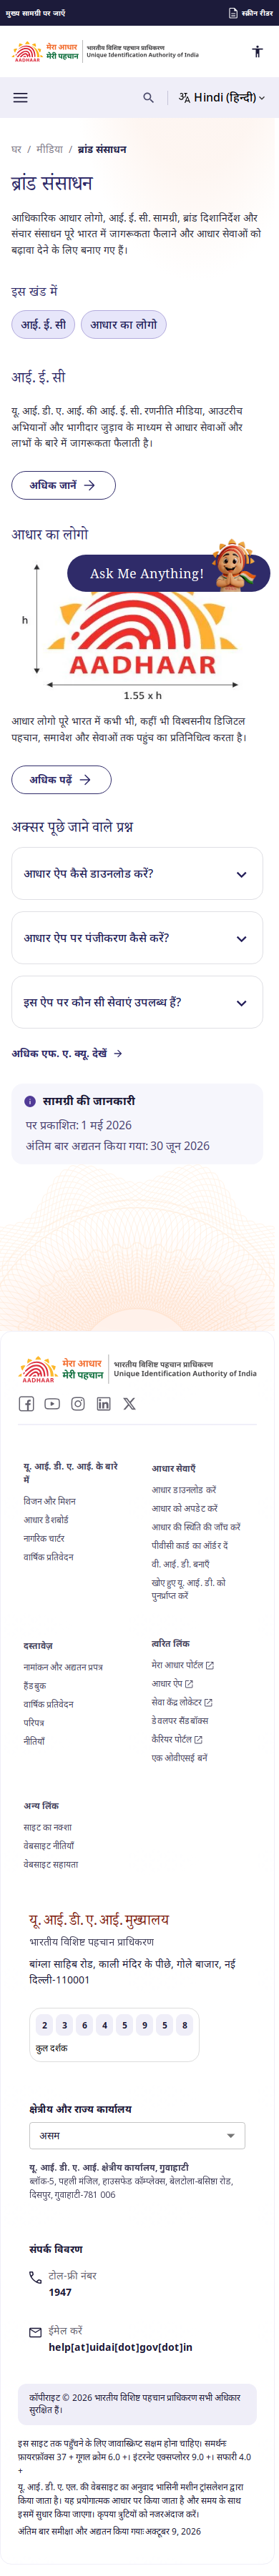 मुख्य सामग्री पर जाएँ
स्क्रीन रीडर
AADHAAR
मेरा आधार
मेरी पहचान
भारतीय विशिष्ट पहचान प्राधिकरण
Unique Identification Authority of India
Hindi (हिन्दी)
घर / मीडिया / ब्रांड संसाधन
ब्रांड संसाधन
आधिकारिक आधार लोगो, आई. ई. सी. सामग्री, ब्रांड दिशानिर्देश और
संचार संसाधन पूरे भारत में जागरूकता फैलाने और आधार सेवाओं को
बढ़ावा देने के लिए बनाए गए हैं।
इस खंड में
आई. ई. सी
आधार का लोगो
आई. ई. सी
यू. आई. डी. ए. आई. की आई. ई. सी. रणनीति मीडिया, आउटरीच
अभियानों और भागीदार जुड़ाव के माध्यम से आधार सेवाओं और
लाभों के बारे में जागरूकता फैलाती है।
अधिक जानें
आधार का लोगो
Ask Me Anything!
h
AADHAAR
1.55 x h
आधार लोगो पूरे भारत में कभी भी, कहीं भी विश्वसनीय डिजिटल
पहचान, समावेश और सेवाओं तक पहुंच का प्रतिनिधित्व करता है।
अधिक पढ़ें
अक्सर पूछे जाने वाले प्रश्न
आधार ऐप कैसे डाउनलोड करें?
आधार ऐप पर पंजीकरण कैसे करें?
इस ऐप पर कौन सी सेवाएं उपलब्ध हैं?
अधिक एफ. ए. क्यू. देखें
सामग्री की जानकारी
पर प्रकाशित: 1 मई 2026
अंतिम बार अद्यतन किया गया: 30 जून 2026
AADHAAR
मेरा आधार
मेरी पहचान
भारतीय विशिष्ट पहचान प्राधिकरण
Unique Identification Authority of India
यू. आई. डी. ए. आई. के बारे
में
विजन और मिशन
आधार डैशबोर्ड
नागरिक चार्टर
वार्षिक प्रतिवेदन
आधार सेवाएँ
आधार डाउनलोड करें
आधार को अपडेट करें
आधार की स्थिति की जाँच करें
पीवीसी कार्ड का ऑर्डर दें
वी. आई. डी. बनाएँ
खोए हुए यू. आई. डी. को
पुनर्प्राप्त करें
दस्तावेज़
नामांकन और अद्यतन प्रपत्र
हैंडबुक
वार्षिक प्रतिवेदन
परिपत्र
नीतियाँ
त्वरित लिंक
मेरा आधार पोर्टल
आधार ऐप
सेवा केंद्र लोकेटर
डेवलपर सैंडबॉक्स
कैरियर पोर्टल
एक ओवीएसई बनें
अन्य लिंक
साइट का नक्शा
वेबसाइट नीतियाँ
वेबसाइट सहायता
यू. आई. डी. ए. आई. मुख्यालय
भारतीय विशिष्ट पहचान प्राधिकरण
बांग्ला साहिब रोड, काली मंदिर के पीछे, गोले बाजार, नई
दिल्ली-110001
2 3 6 4 5 9 5 8
कुल दर्शक
क्षेत्रीय और राज्य कार्यालय
असम
यू. आई. डी. ए. आई. क्षेत्रीय कार्यालय, गुवाहाटी
ब्लॉक-5, पहली मंजिल, हाउसफेड कॉम्प्लेक्स, बेलटोला-बसिष्ठा रोड,
दिसपुर, गुवाहाटी-781 006
संपर्क विवरण
टोल-फ्री नंबर
1947
ईमेल करें
help[at]uidai[dot]gov[dot]in
कॉपीराइट © 2026 भारतीय विशिष्ट पहचान प्राधिकरण सभी अधिकार
सुरक्षित हैं।
इस साइट तक पहुँचने के लिए जावास्क्रिप्ट सक्षम होना चाहिए। समर्थनः
फ़ायरफ़ॉक्स 37 + गूगल क्रोम 6.0 +। इंटरनेट एक्सप्लोरर 9.0 +। सफारी 4.0
+
यू. आई. डी. ए. एल. की वेबसाइट का अनुवाद भाषिनी मशीन ट्रांसलेशन द्वारा
किया जाता है। यह प्रयोगात्मक आधार पर किया जाता है और समय के साथ
इसमें सुधार किया जाएगा। कृपया त्रुटियों को नजरअंदाज करें।
अंतिम बार समीक्षा और अद्यतन किया गयाः अक्टूबर 9, 2026